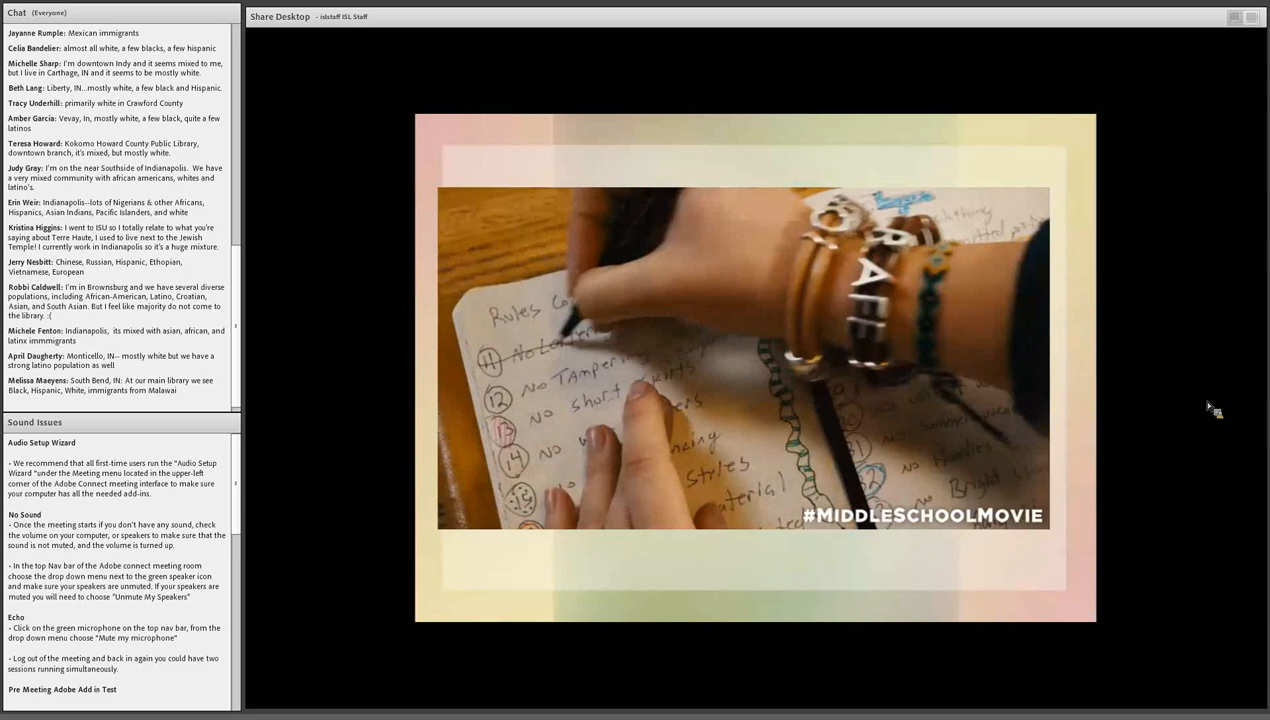 Chat (Everyone)
Jayanne Rumple: Mexican immigrants
Celia Bandelier: almost all white, a few blacks, a few hispanic
Michelle Sharp: I'm downtown Indy and it seems mixed to me,
but I live in Carthage, IN and it seems to be mostly white.
Beth Lang: Liberty, IN...mostly white, a few black and Hispanic.
Tracy Underhill: primarily white in Crawford County
Amber Garcia: Vevay, In, mostly white, a few black, quite a few
latinos
Teresa Howard: Kokomo Howard County Public Library,
downtown branch, it's mixed, but mostly white.
Judy Gray: I'm on the near Southside of Indianapolis. We have
a very mixed community with african americans, whites and
latino's.
Erin Weir: Indianapolis--lots of Nigerians & other Africans,
Hispanics, Asian Indians, Pacific Islanders, and white
Kristina Higgins: I went to ISU so I totally relate to what you're
saying about Terre Haute, I used to live next to the Jewish
Temple! I currently work in Indianapolis so it's a huge mixture.
Jerry Nesbitt: Chinese, Russian, Hispanic, Ethopian,
Vietnamese, European
Robbi Caldwell: I'm in Brownsburg and we have several diverse
populations, including African-American, Latino, Croatian,
Asian, and South Asian. But I feel like majority do not come to
the library. :(
Michele Fenton: Indianapolis, its mixed with asian, african, and
latinx immmigrants
April Daugherty: Monticello, IN-- mostly white but we have a
strong latino population as well
Melissa Maeyens: South Bend, IN: At our main library we see
Black, Hispanic, White, immigrants from Malawai
Sound Issues
Audio Setup Wizard
• We recommend that all first-time users run the "Audio Setup
Wizard "under the Meeting menu located in the upper-left
corner of the Adobe Connect meeting interface to make sure
your computer has all the needed add-ins.
No Sound
• Once the meeting starts if you don't have any sound, check
the volume on your computer, or speakers to make sure that the
sound is not muted, and the volume is turned up.
• In the top Nav bar of the Adobe connect meeting room
choose the drop down menu next to the green speaker icon
and make sure your speakers are unmuted. If your speakers are
muted you will need to choose "Unmute My Speakers"
Echo
• Click on the green microphone on the top nav bar, from the
drop down menu choose "Mute my microphone"
• Log out of the meeting and back in again you could have two
sessions running simultaneously.
Pre Meeting Adobe Add in Test
Share Desktop - islstaff ISL Staff
Rules
11 No
12 No Tampering
13 No short skirts
14 No
styles
No Hoodies
No Bright
RAFE
#MIDDLESCHOOLMOVIE